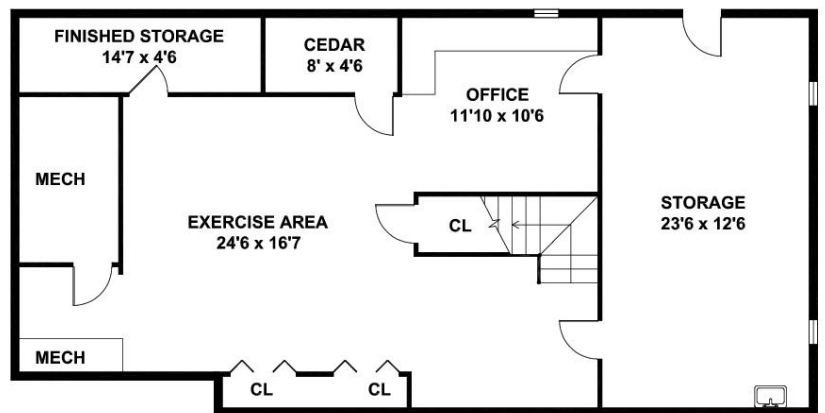 FINISHED STORAGE
14'7 x 4'6
CEDAR
8' x 4'6
OFFICE
11'10 x 10'6
MECH
EXERCISE AREA
24'6 x 16'7
CL
STORAGE
23'6 x 12'6
MECH
CL
CL